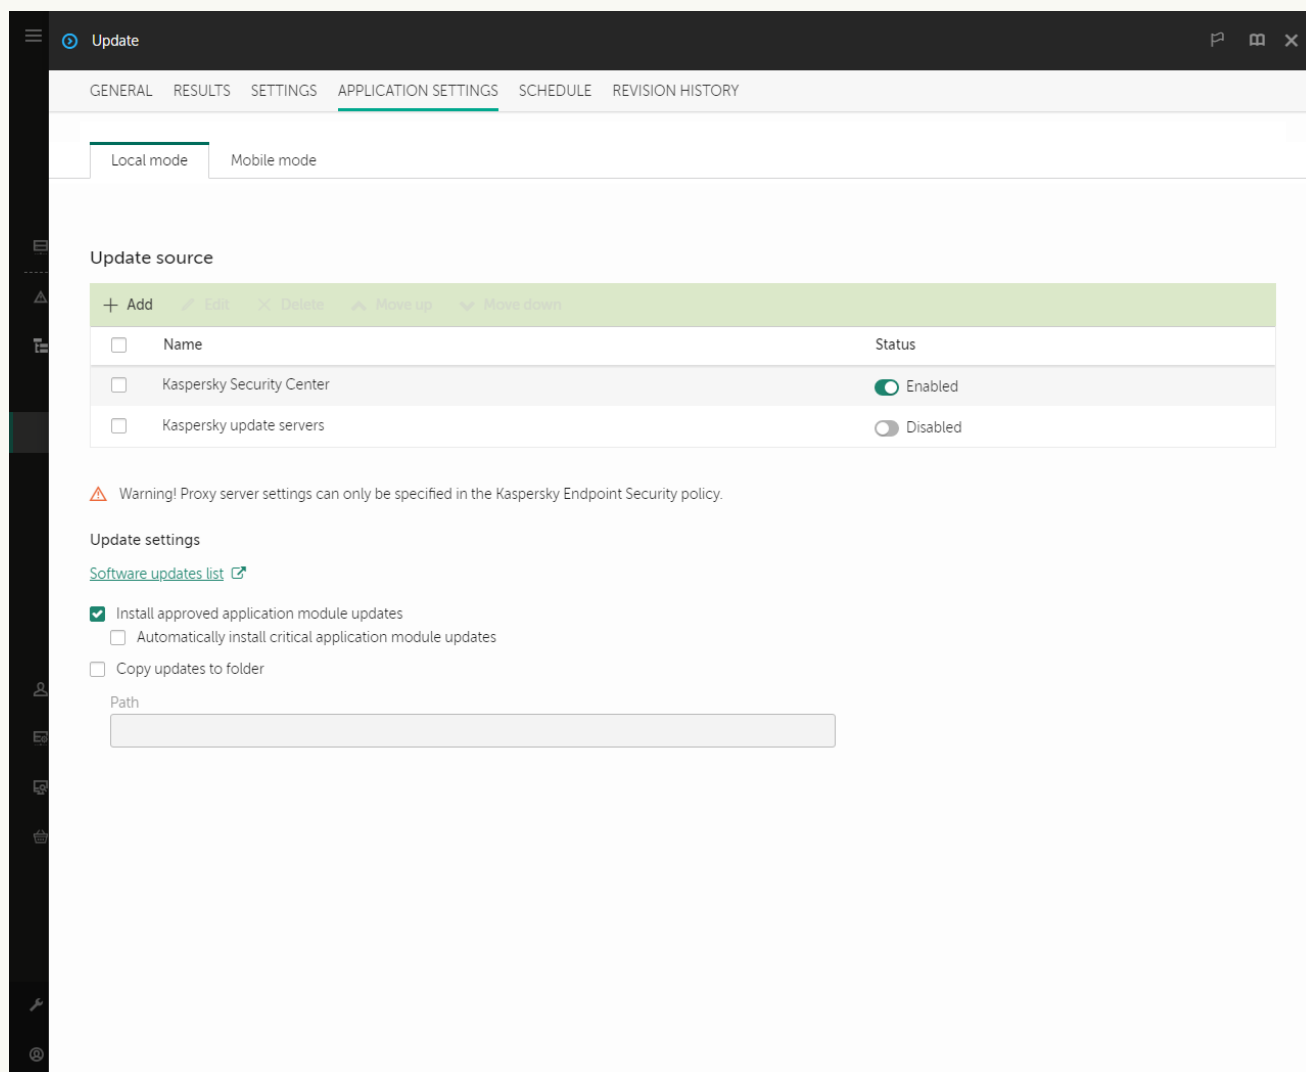 Update
GENERAL RESULTS SETTINGS APPLICATION SETTINGS SCHEDULE REVISION HISTORY
Local mode Mobile mode
Update source
Add Edit Delete Move up Move down
Name Status
Kaspersky Security Center Enabled
Kaspersky update servers Disabled
Warning! Proxy server settings can only be specified in the Kaspersky Endpoint Security policy.
Update settings
Software updates list
Install approved application module updates
Automatically install critical application module updates
Copy updates to folder
Path